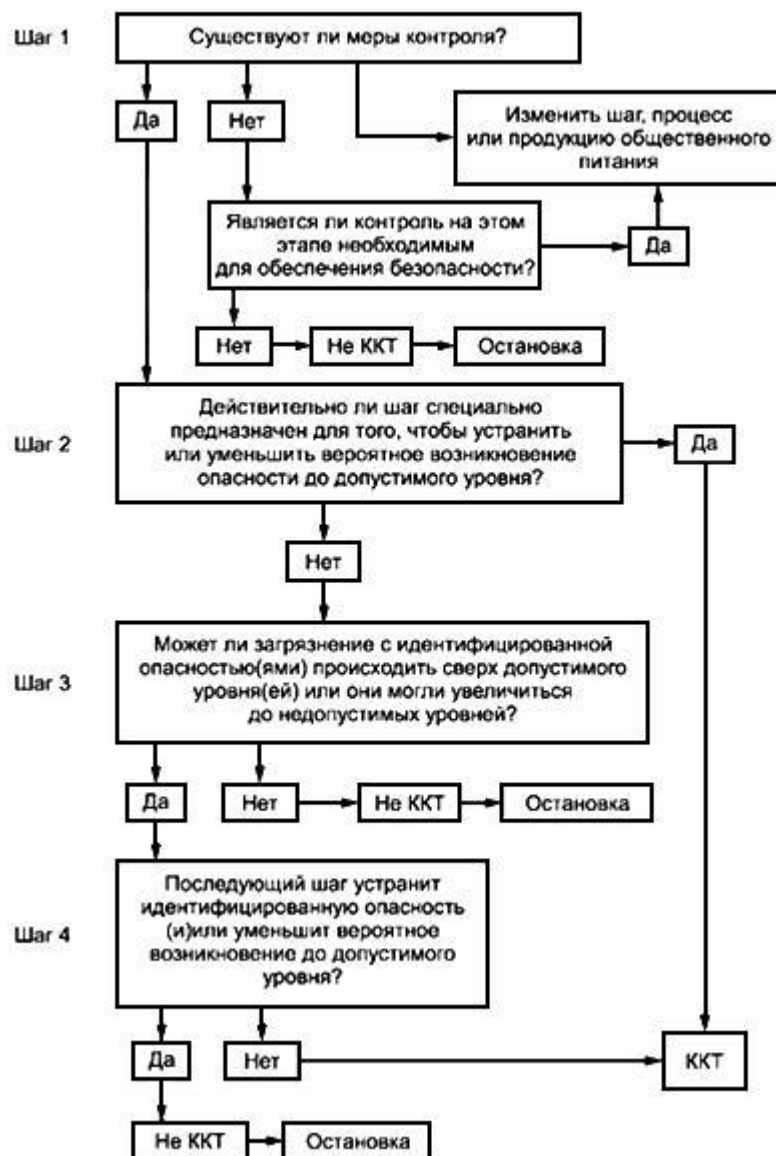 Шаг 1
Существуют ли меры контроля?
Да
Нет
Изменить шаг, процесс
или продукцию общественного
питания
Является ли контроль на этом
этапе необходимым
для обеспечения безопасности?
Да
Нет
Не ККТ
Остановка
Шаг 2
Действительно ли шаг специально
предназначен для того, чтобы устранить
или уменьшить вероятное возникновение
опасности до допустимого уровня?
Да
Нет
Шаг 3
Может ли загрязнение с идентифицированной
опасностью(ями) происходить сверх допустимого
уровня(ей) или они могли увеличиться
до недопустимых уровней?
Да
Нет
Не ККТ
Остановка
Шаг 4
Последующий шаг устранит
идентифицированную опасность
(и)или уменьшит вероятное
возникновение до допустимого
уровня?
Да
Нет
ККТ
Не ККТ
Остановка